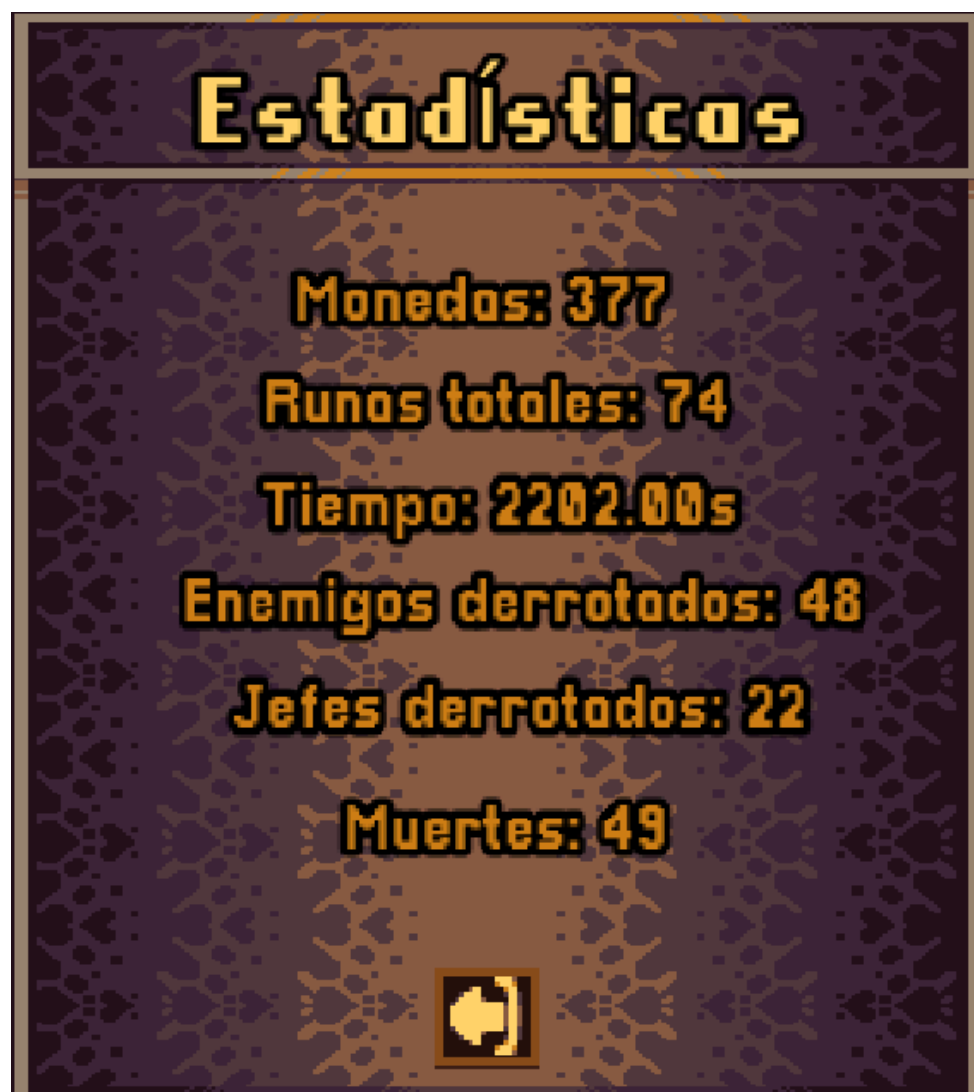 Estadísticas
Monedas: 377
Runas totales: 74
Tiempo: 2202.00s
Enemigos derrotados: 48
Jefes derrotados: 22
Muertes: 49